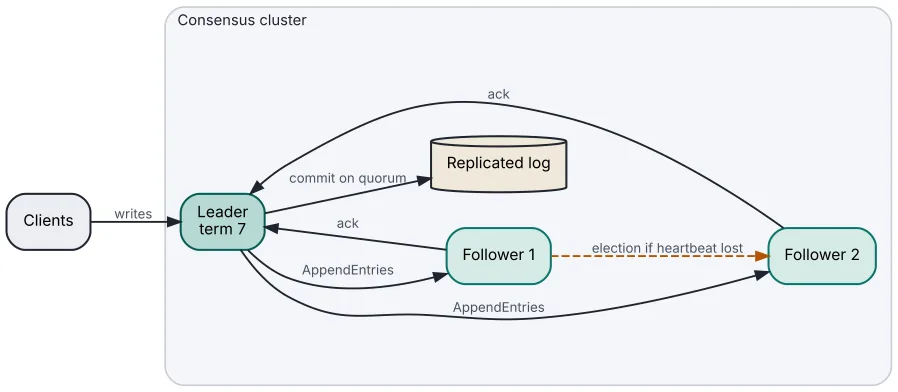 Consensus cluster
ack
Replicated log
commit on quorum
Clients
writes
Leader
term 7
ack
Follower 1
election if heartbeat lost
Follower 2
AppendEntries
AppendEntries